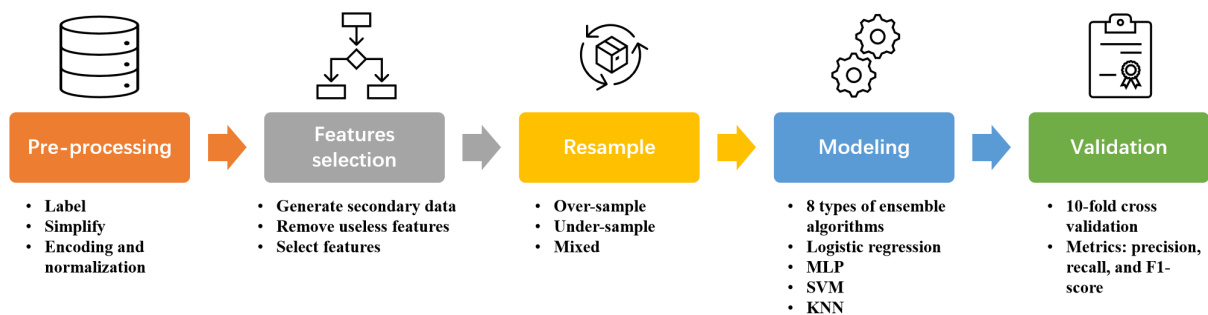 Pre-processing
Features
selection
Resample
Modeling
Validation
• Label
• Simplify
• Encoding and
normalization
• Generate secondary data
• Remove useless features
• Select features
• Over-sample
• Under-sample
• Mixed
• 8 types of ensemble
algorithms
• Logistic regression
• MLP
• SVM
• KNN
• 10-fold cross
validation
• Metrics: precision,
recall, and F1-
score